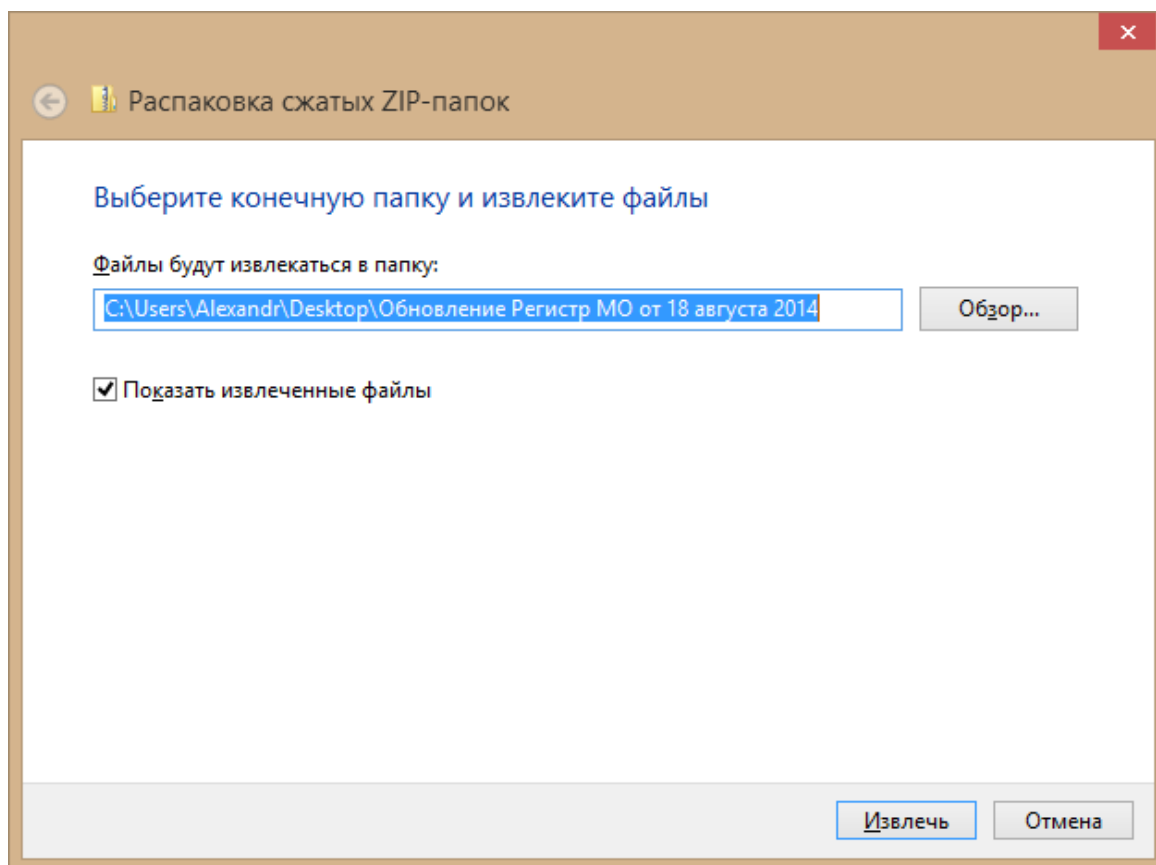 Распаковка сжатых ZIP-папок
Выберите конечную папку и извлеките файлы
Файлы будут извлекаться в папку:
C:\Users\Alexandr\Desktop\Обновление Регистр МО от 18 августа 2014
Обзор...
Показать извлеченные файлы
Извлечь
Отмена